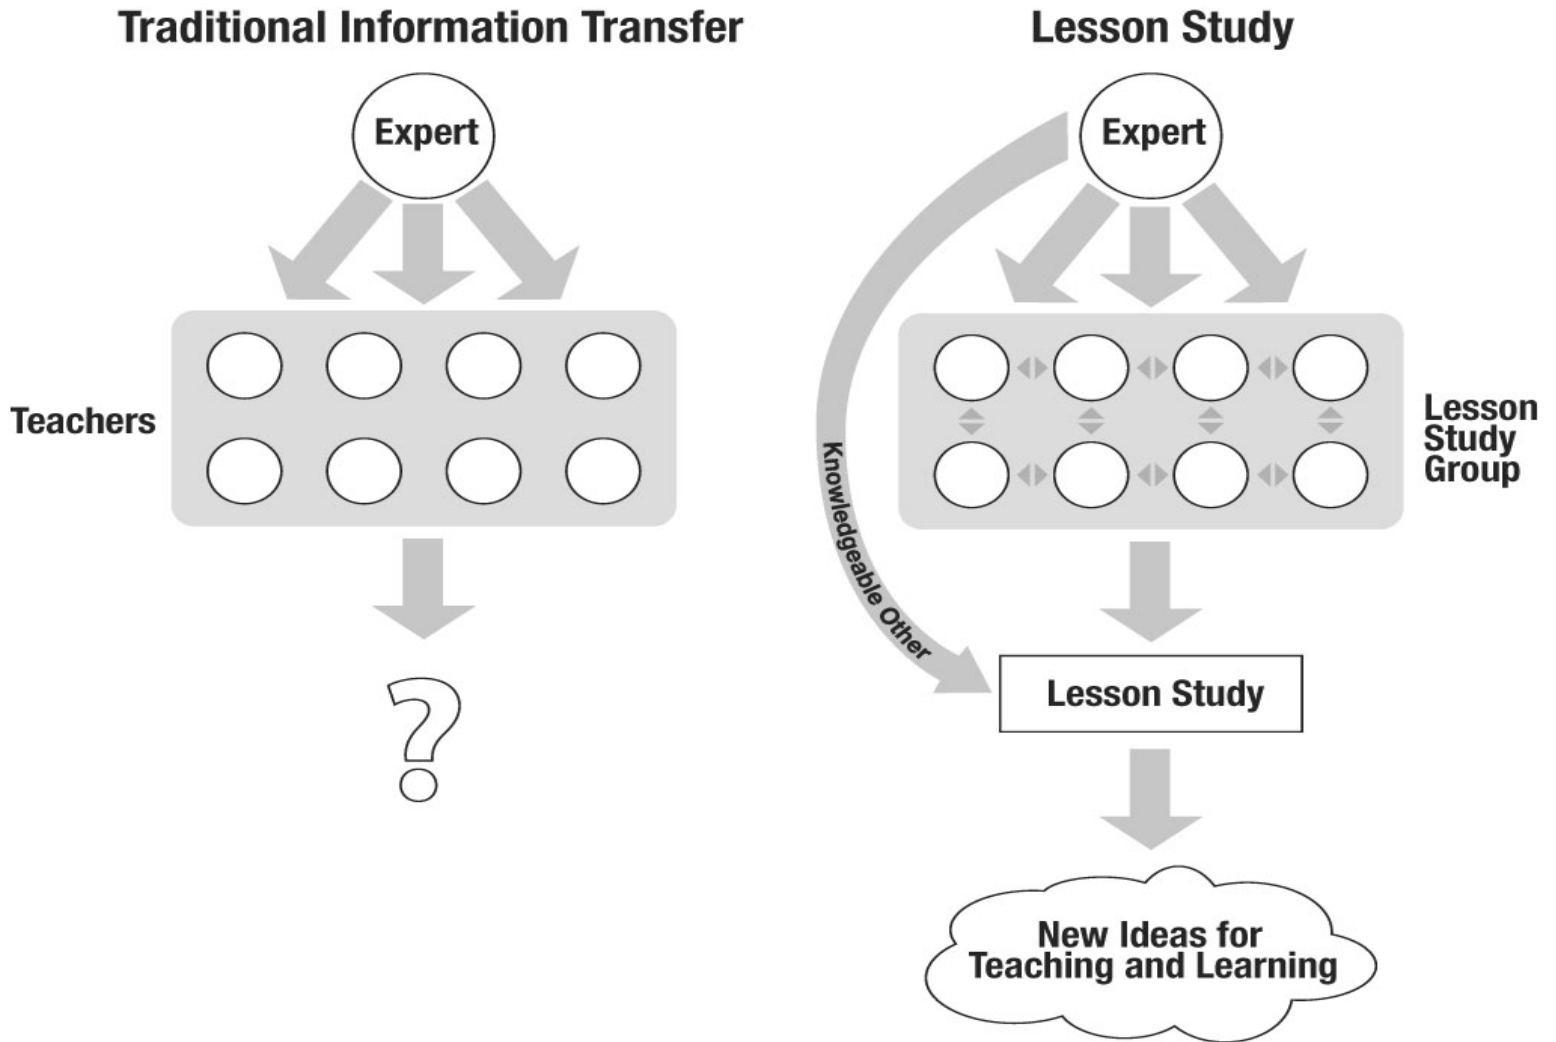 Traditional Information Transfer
Expert
Teachers
?
Lesson Study
Expert
Knowledgeable Other
Lesson
Study
Group
Lesson Study
New Ideas for
Teaching and Learning